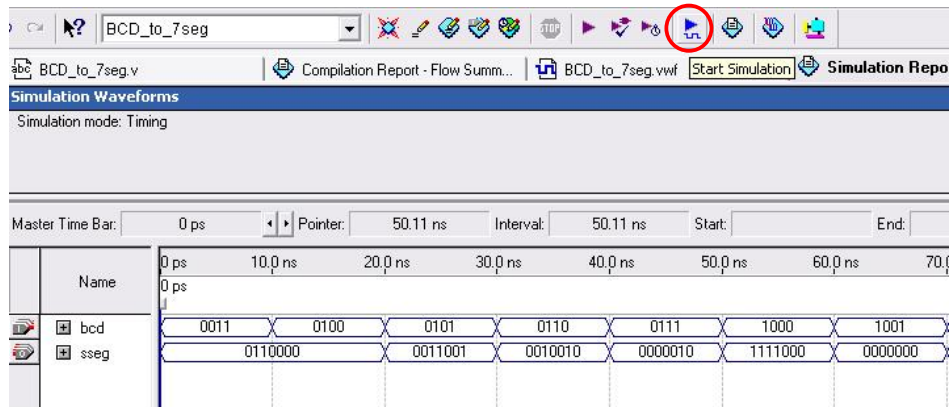 BCD_to_7seg
STOP
abc BCD_to_7seg.v Compilation Report - Flow Summ... BCD_to_7seg.vwf Start Simulation Simulation Repo
Simulation Waveforms
Simulation mode: Timing
Master Time Bar: 0 ps Pointer: 50.11 ns Interval: 50.11 ns Start: End:
Name 0 ps 10.0 ns 20.0 ns 30.0 ns 40.0 ns 50.0 ns 60.0 ns 70.0
0 ps
bcd 0011 0100 0101 0110 0111 1000 1001
sseg 0110000 0011001 0010010 0000010 1111000 0000000